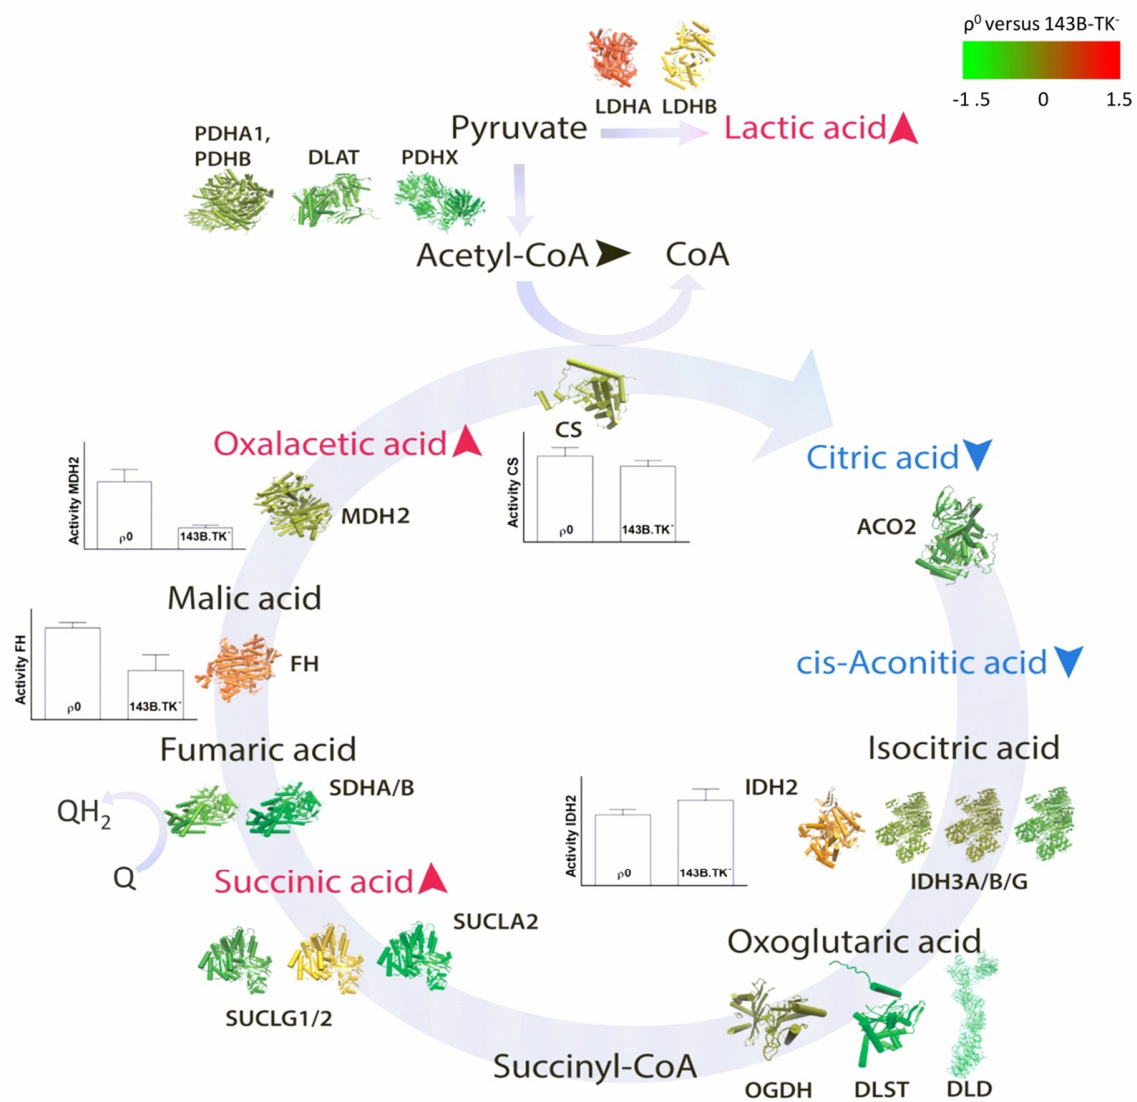 ρ⁰ versus 143B-TK⁻
-1.5 0 1.5
LDHA LDHB
Pyruvate Lactic acid
PDHA1,
PDHB DLAT PDHX
Acetyl-CoA CoA
CS
Oxalacetic acid
Citric acid
Activity MDH2
ρ0 143B.TK⁻
MDH2
Activity CS
ρ0 143B.TK⁻
ACO2
Malic acid
Activity FH
ρ0 143B.TK⁻
FH
cis-Aconitic acid
Fumaric acid
Isocitric acid
SDHA/B
QH₂
Q
Activity IDH2
ρ0 143B.TK⁻
IDH2
IDH3A/B/G
Succinic acid
SUCLA2
SUCLG1/2
Oxoglutaric acid
Succinyl-CoA
OGDH DLST DLD